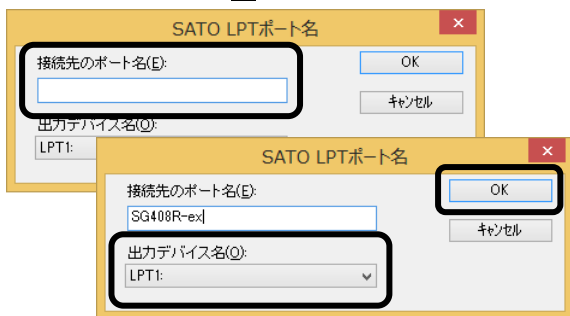 SATO LPTポート名
接続先のポート名(E):
OK
キャンセル
出力デバイス名(O):
LPT1:
SATO LPTポート名
接続先のポート名(E):
SG408R-ex
OK
キャンセル
出力デバイス名(O):
LPT1: